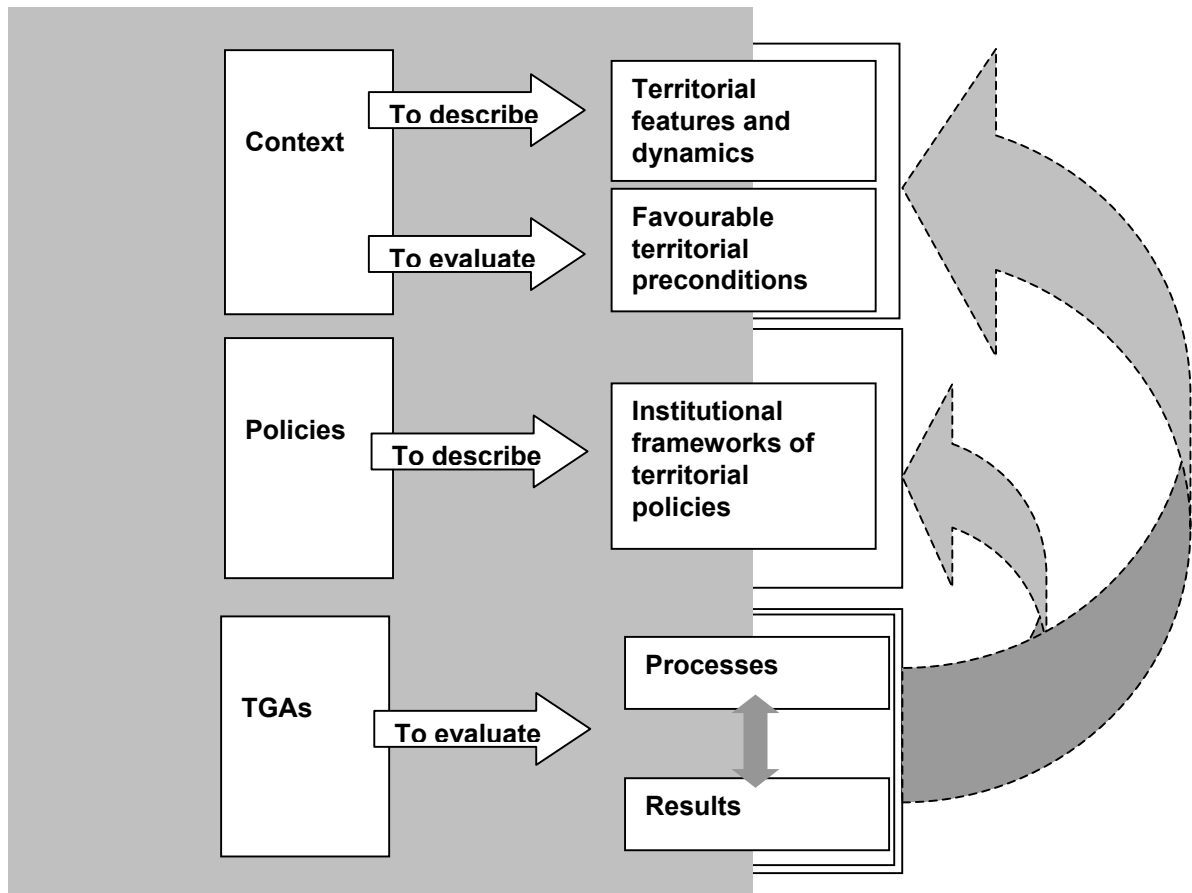 Context
To describe
Territorial
features and
dynamics
To evaluate
Favourable
territorial
preconditions
Policies
To describe
Institutional
frameworks of
territorial
policies
TGAs
To evaluate
Processes
Results